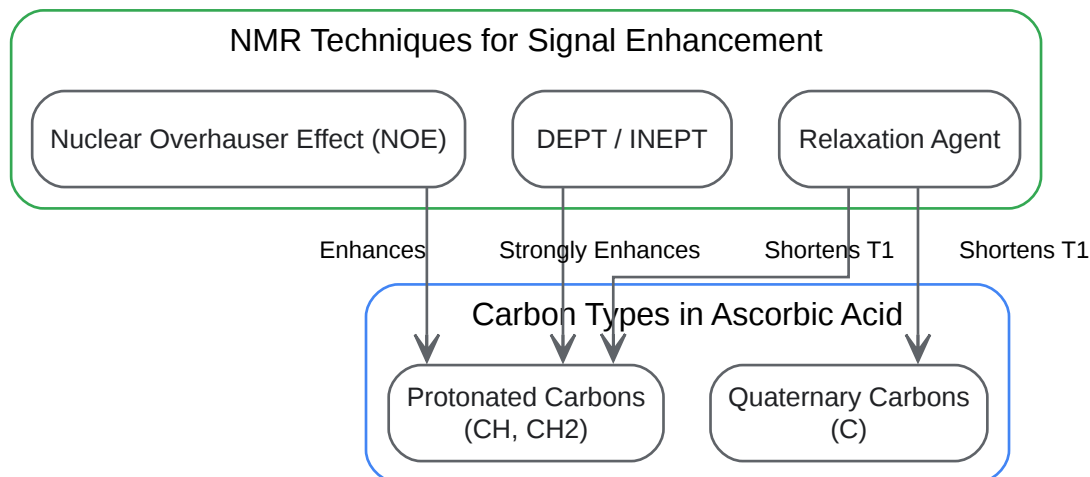 NMR Techniques for Signal Enhancement
Nuclear Overhauser Effect (NOE)
DEPT / INEPT
Relaxation Agent
Enhances
Strongly Enhances
Shortens T1
Shortens T1
Carbon Types in Ascorbic Acid
Protonated Carbons
(CH, CH2)
Quaternary Carbons
(C)